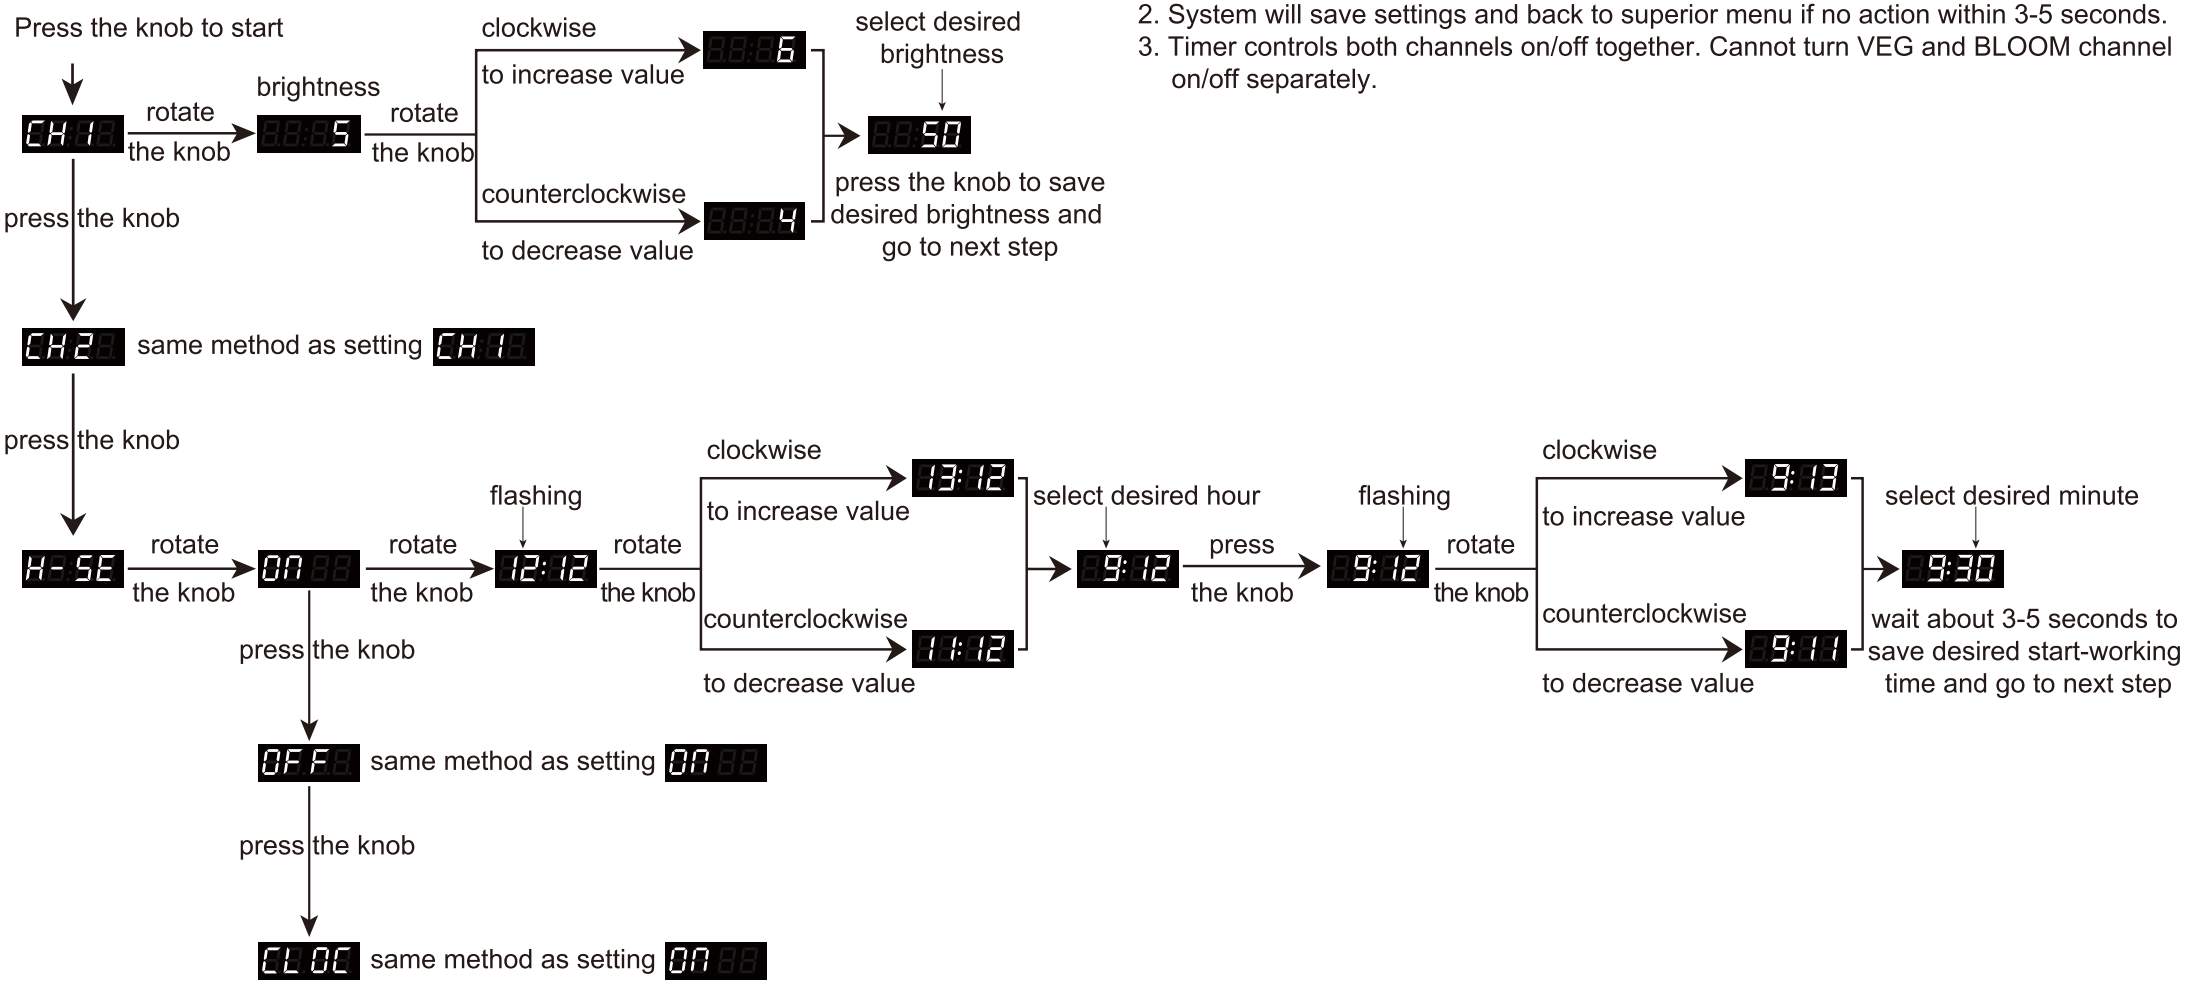 Press the knob to start
2. System will save settings and back to superior menu if no action within 3-5 seconds.
3. Timer controls both channels on/off together. Cannot turn VEG and BLOOM channel
on/off separately.
CH1
rotate
the knob
brightness
5
rotate
the knob
clockwise
to increase value
6
counterclockwise
to decrease value
4
select desired
brightness
50
press the knob to save
desired brightness and
go to next step
press the knob
CH2 same method as setting CH1
press the knob
H-SE
rotate
the knob
ON
rotate
the knob
flashing
12:12
rotate
the knob
clockwise
to increase value
13:12
counterclockwise
to decrease value
11:12
select desired hour
9:12
press
the knob
flashing
9:12
rotate
the knob
clockwise
to increase value
9:13
counterclockwise
to decrease value
9:11
select desired minute
9:30
wait about 3-5 seconds to
save desired start-working
time and go to next step
press the knob
OFF same method as setting ON
press the knob
CLOC same method as setting ON